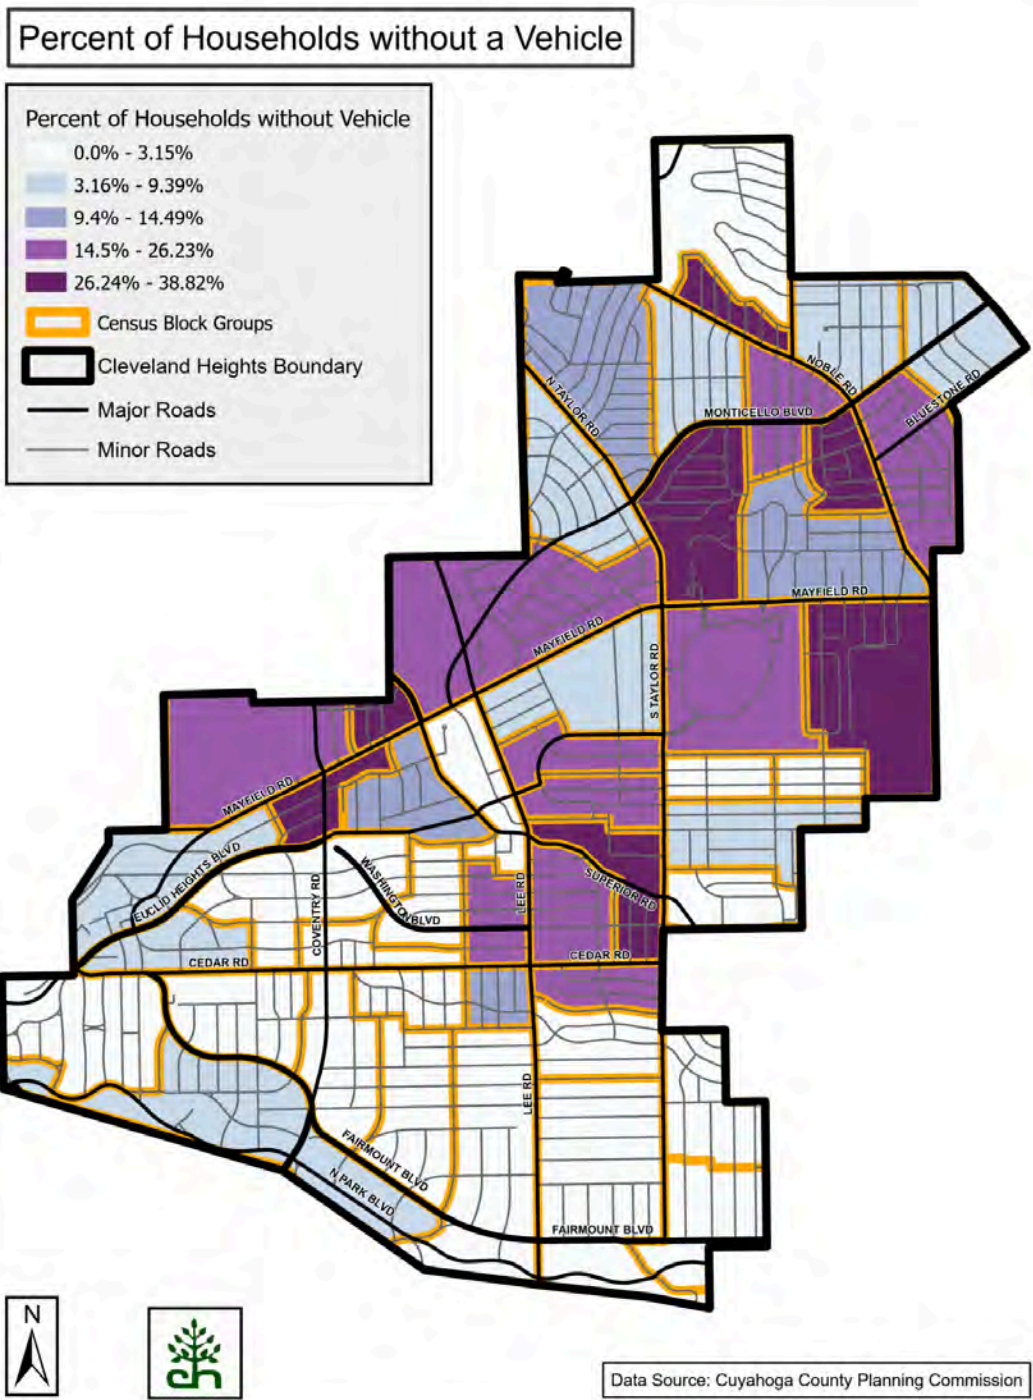 Percent of Households without a Vehicle
Percent of Households without Vehicle
0.0% - 3.15%
3.16% - 9.39%
9.4% - 14.49%
14.5% - 26.23%
26.24% - 38.82%
Census Block Groups
Cleveland Heights Boundary
Major Roads
Minor Roads
NOBLE RD
BLUESTONE RD
N TAYLOR RD
MONTICELLO BLVD
MAYFIELD RD
MAYFIELD RD
S TAYLOR RD
MAYFIELD RD
EUCLID HEIGHTS BLVD
COVENTRY RD
WASHINGTON BLVD
LEE RD
SUPERIOR RD
CEDAR RD
CEDAR RD
LEE RD
FAIRMOUNT BLVD
N PARK BLVD
FAIRMOUNT BLVD
N
ch
Data Source: Cuyahoga County Planning Commission